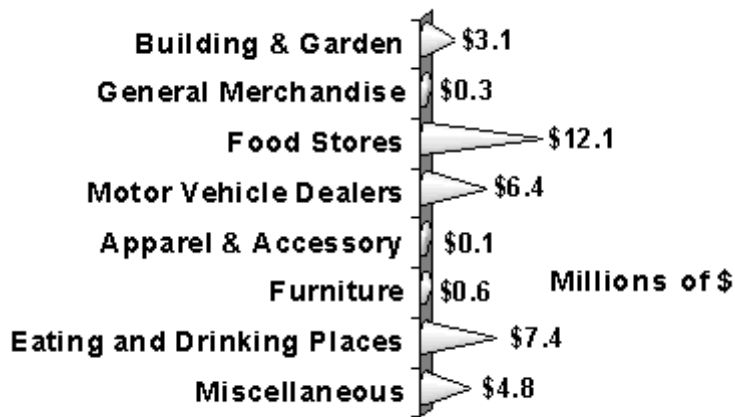 Building & Garden $3.1
General Merchandise $0.3
Food Stores $12.1
Motor Vehicle Dealers $6.4
Apparel & Accessory $0.1
Furniture $0.6
Millions of $
Eating and Drinking Places $7.4
Miscellaneous $4.8